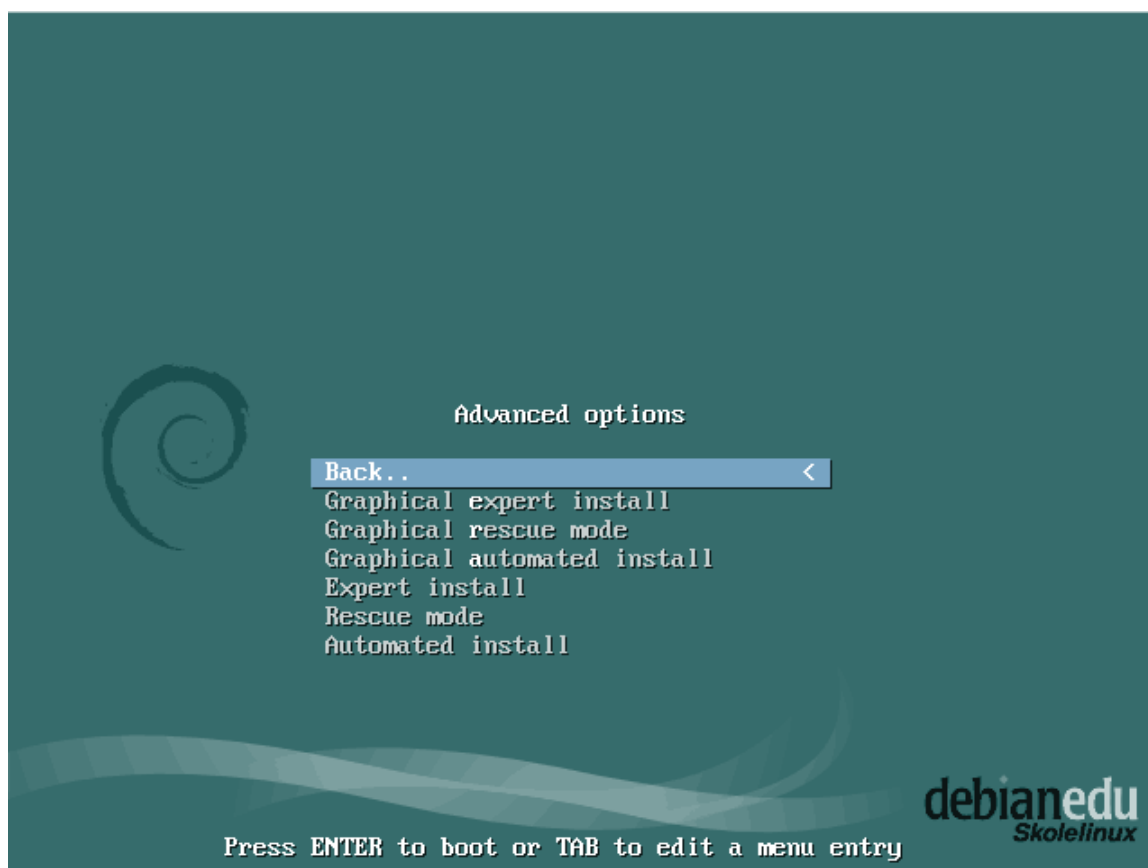 Advanced options
Back.. <
Graphical expert install
Graphical rescue mode
Graphical automated install
Expert install
Rescue mode
Automated install
debianedu
Skolelinux
Press ENTER to boot or TAB to edit a menu entry